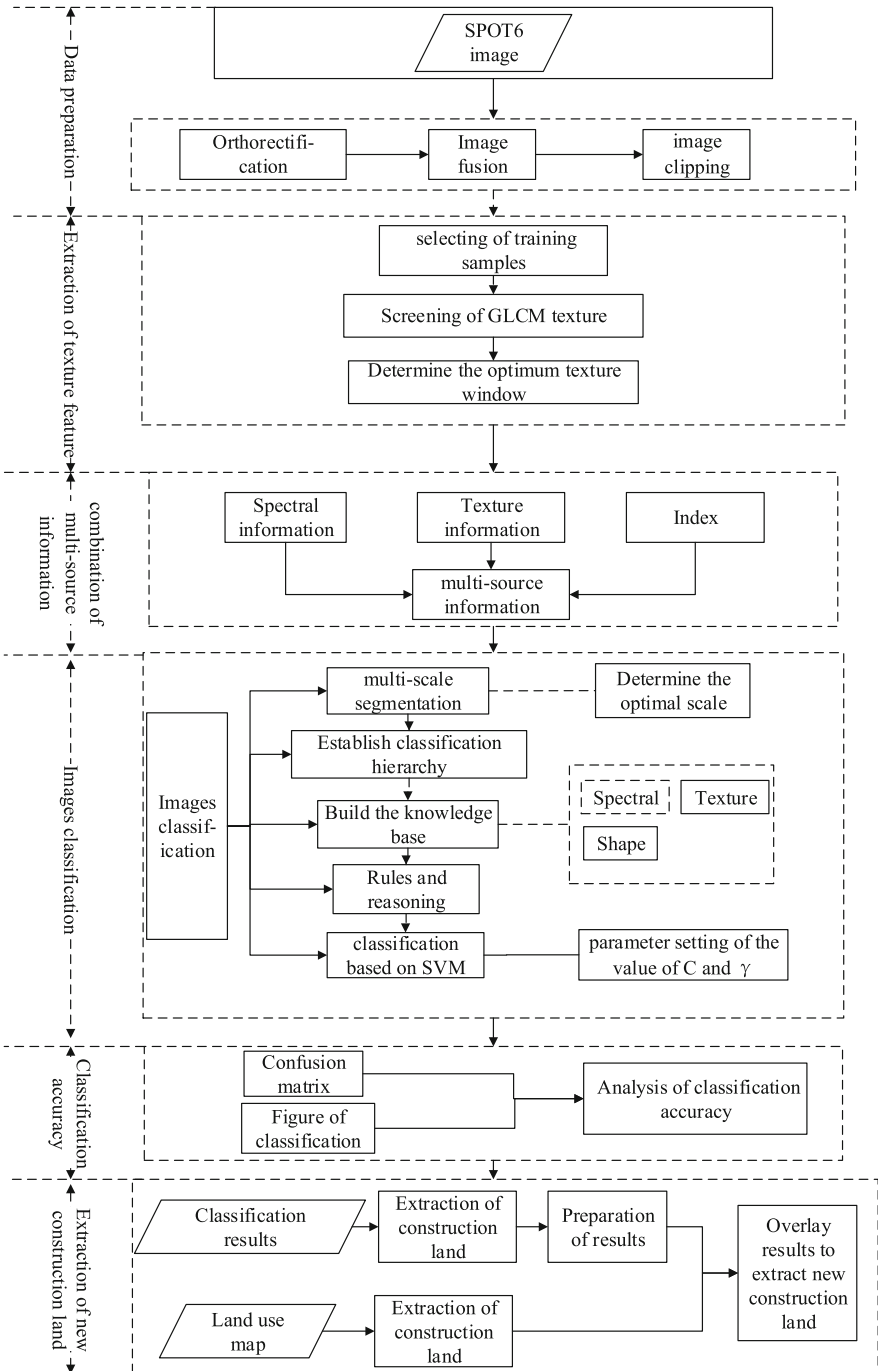 Data preparation
SPOT6
image
Orthorectifi-
cation
Image
fusion
image
clipping
Extraction of texture feature
selecting of training
samples
Screening of GLCM texture
Determine the optimum texture
window
combination of
multi-source
information
Spectral
information
Texture
information
Index
multi-source
information
Images classification
Images
classif-
ication
multi-scale
segmentation
Determine the
optimal scale
Establish classification
hierarchy
Build the knowledge
base
Spectral
Texture
Shape
Rules and
reasoning
classification
based on SVM
parameter setting of the
value of C and γ
Classification
accuracy
Confusion
matrix
Figure of
classification
Analysis of classification
accuracy
Extraction of new
construction land
Classification
results
Extraction of
construction
land
Preparation
of results
Overlay
results to
extract new
construction
land
Land use
map
Extraction of
construction
land